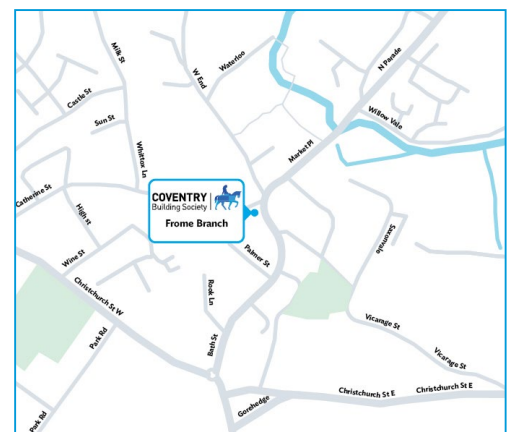 Milk St
Waterloo
W End
N Parade
Castle St
Sun St
Willow Vale
Whittox Ln
Market Pl
Catherine St
High st
COVENTRY
Building Society
Frome Branch
Saxonvale
Palmer St
Wine St
Rook Ln
Christchurch St W
Park Rd
Bath St
Vicarage St
Vicarage St
Christchurch St E
Christchurch St E
Gorehedge
Park Rd